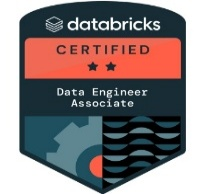 databricks
CERTIFIED
Data Engineer
Associate